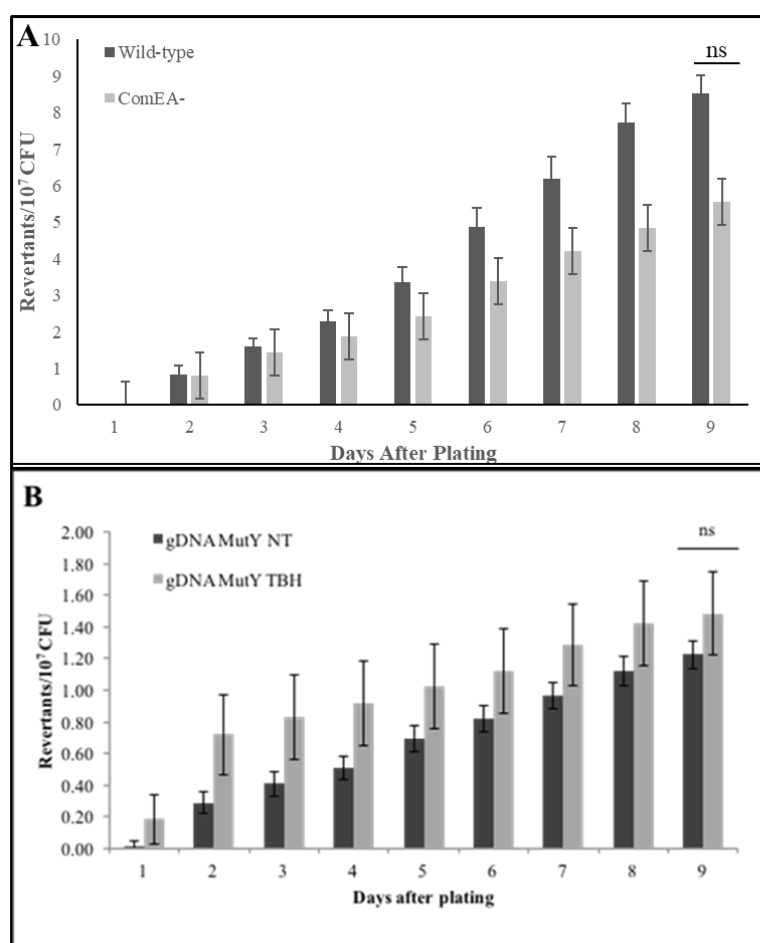 A
10
9
8
7
6
5
4
3
2
1
0
Revertants/10⁷ CFU
Wild-type
ComEA-
ns
1 2 3 4 5 6 7 8 9
Days After Plating
B
2.00
1.80
1.60
1.40
1.20
1.00
0.80
0.60
0.40
0.20
0.00
Revertants/10⁷ CFU
gDNA MutY NT
gDNA MutY TBH
ns
1 2 3 4 5 6 7 8 9
Days after plating